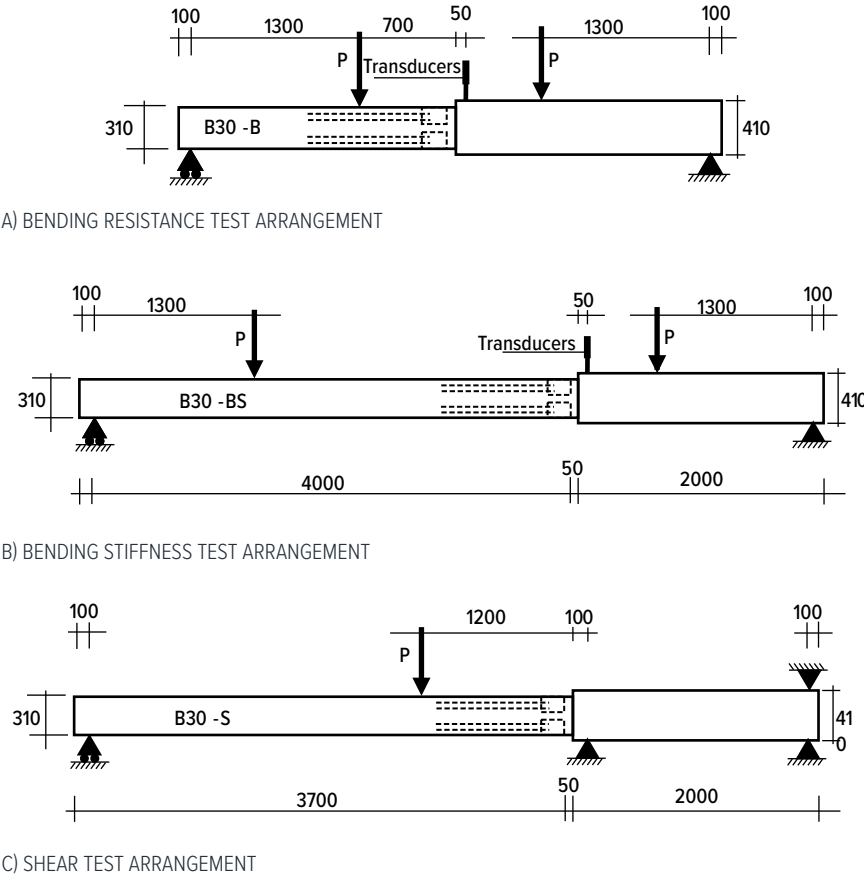 100 1300 700 50 1300 100
P Transducers P
310 B30 -B 410
A) BENDING RESISTANCE TEST ARRANGEMENT
100 1300 50 1300 100
P Transducers P
310 B30 -BS 410
4000 50 2000
B) BENDING STIFFNESS TEST ARRANGEMENT
100 1200 100 100
P
310 B30 -S 41
0
3700 50 2000
C) SHEAR TEST ARRANGEMENT